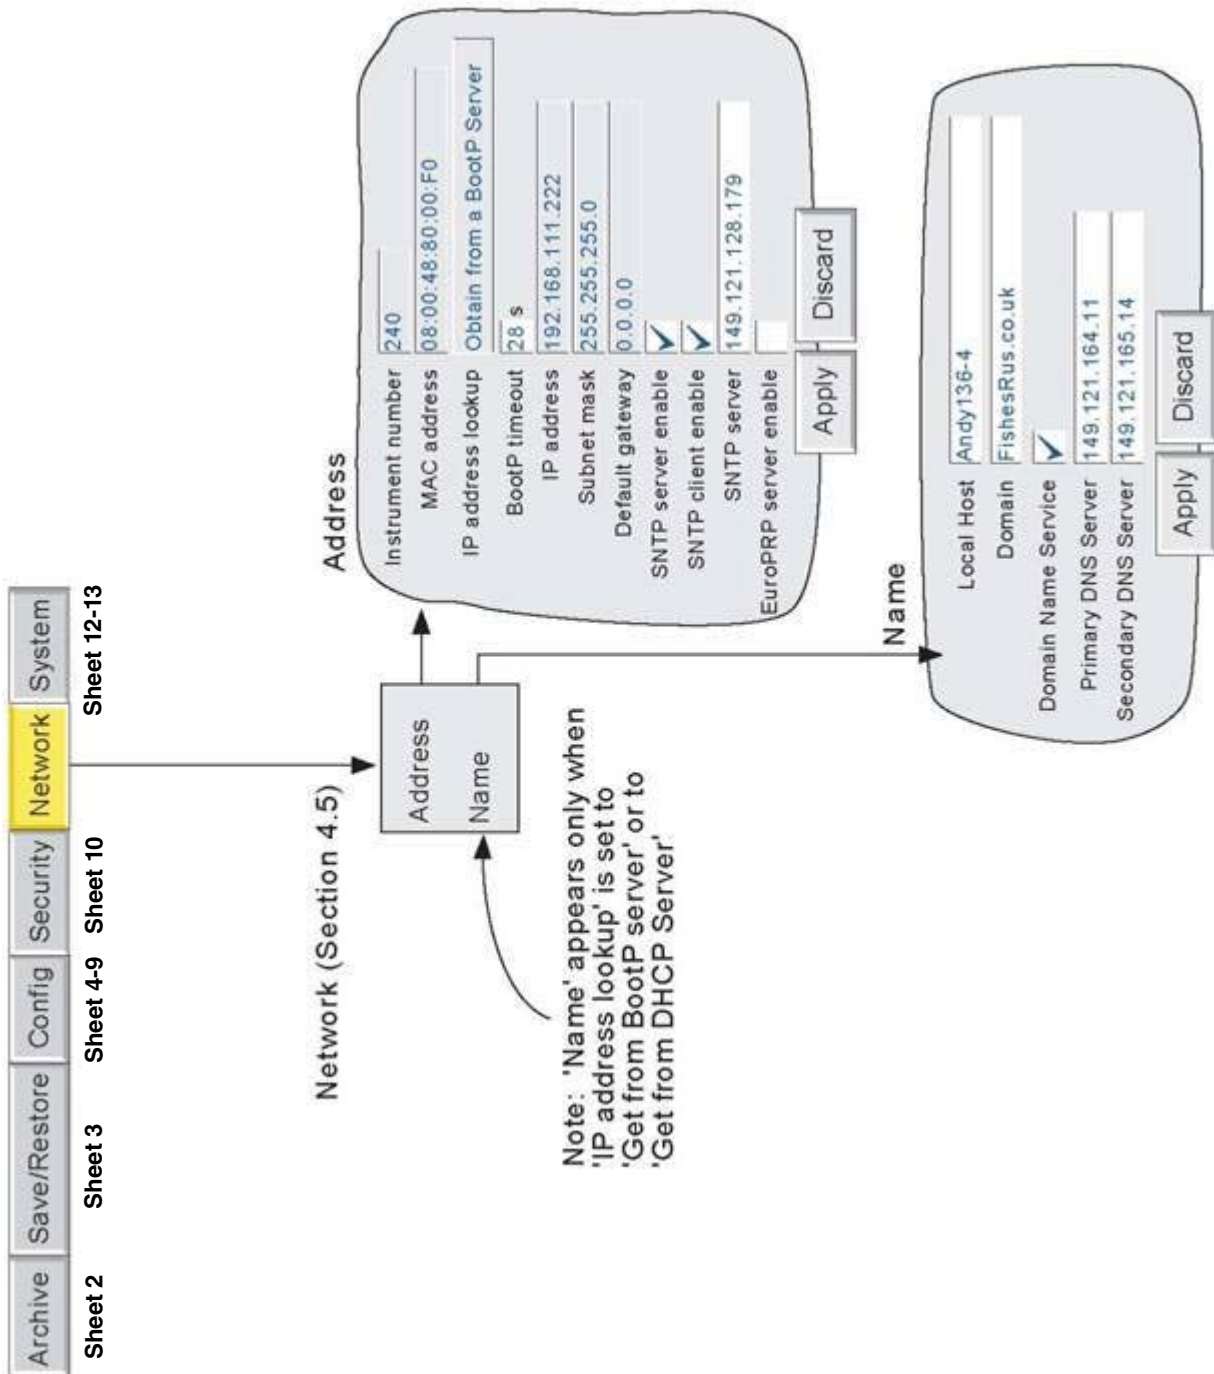 Archive Save/Restore Config Security Network System
Sheet 2 Sheet 3 Sheet 4-9 Sheet 10 Sheet 12-13
Network (Section 4.5)
Address
Name
Note: 'Name' appears only when
'IP address lookup' is set to
'Get from BootP server' or to
'Get from DHCP Server'
Address
Instrument number 240
MAC address 08:00:48:80:00:F0
IP address lookup Obtain from a BootP Server
BootP timeout 28 s
IP address 192.168.111.222
Subnet mask 255.255.255.0
Default gateway 0.0.0.0
SNTP server enable
SNTP client enable
SNTP server 149.121.128.179
EuroPRP server enable
Apply Discard
Name
Local Host Andy136-4
Domain FishesRus.co.uk
Domain Name Service
Primary DNS Server 149.121.164.11
Secondary DNS Server 149.121.165.14
Apply Discard